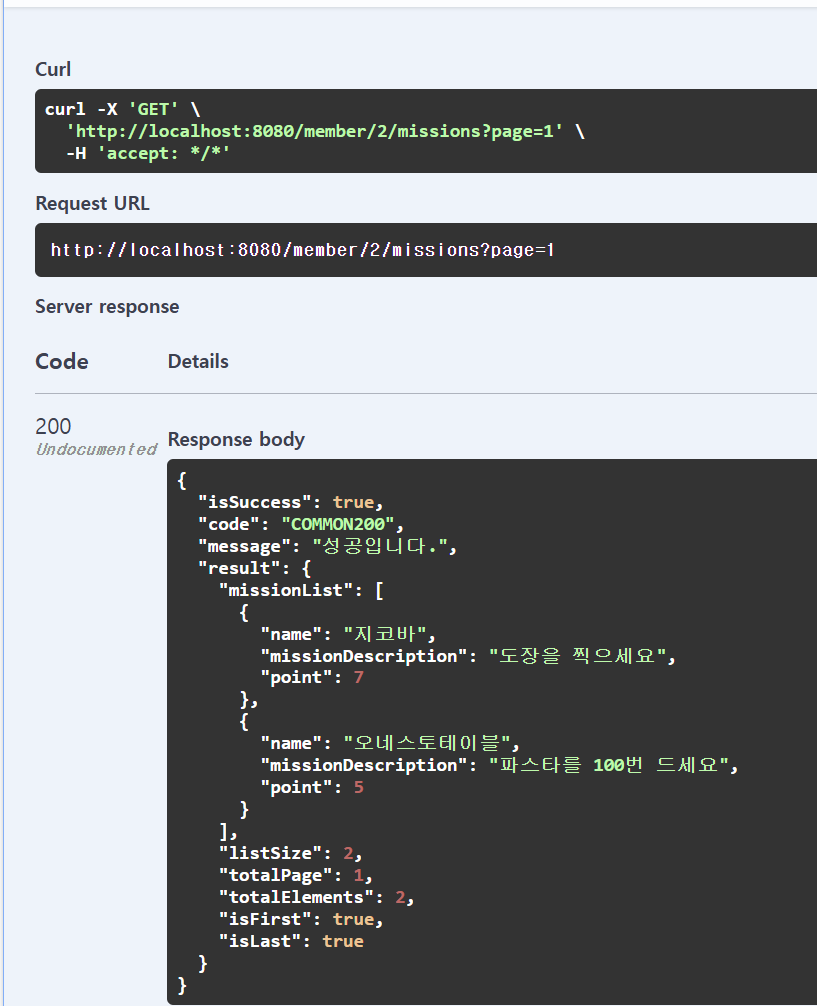 Curl
curl -X 'GET' \
  'http://localhost:8080/member/2/missions?page=1' \
  -H 'accept: */*'
Request URL
http://localhost:8080/member/2/missions?page=1
Server response
Code Details
200
Undocumented
Response body
{
  "isSuccess": true,
  "code": "COMMON200",
  "message": "성공입니다.",
  "result": {
    "missionList": [
      {
        "name": "지코바",
        "missionDescription": "도장을 찍으세요",
        "point": 7
      },
      {
        "name": "오네스토테이블",
        "missionDescription": "파스타를 100번 드세요",
        "point": 5
      }
    ],
    "listSize": 2,
    "totalPage": 1,
    "totalElements": 2,
    "isFirst": true,
    "isLast": true
  }
}